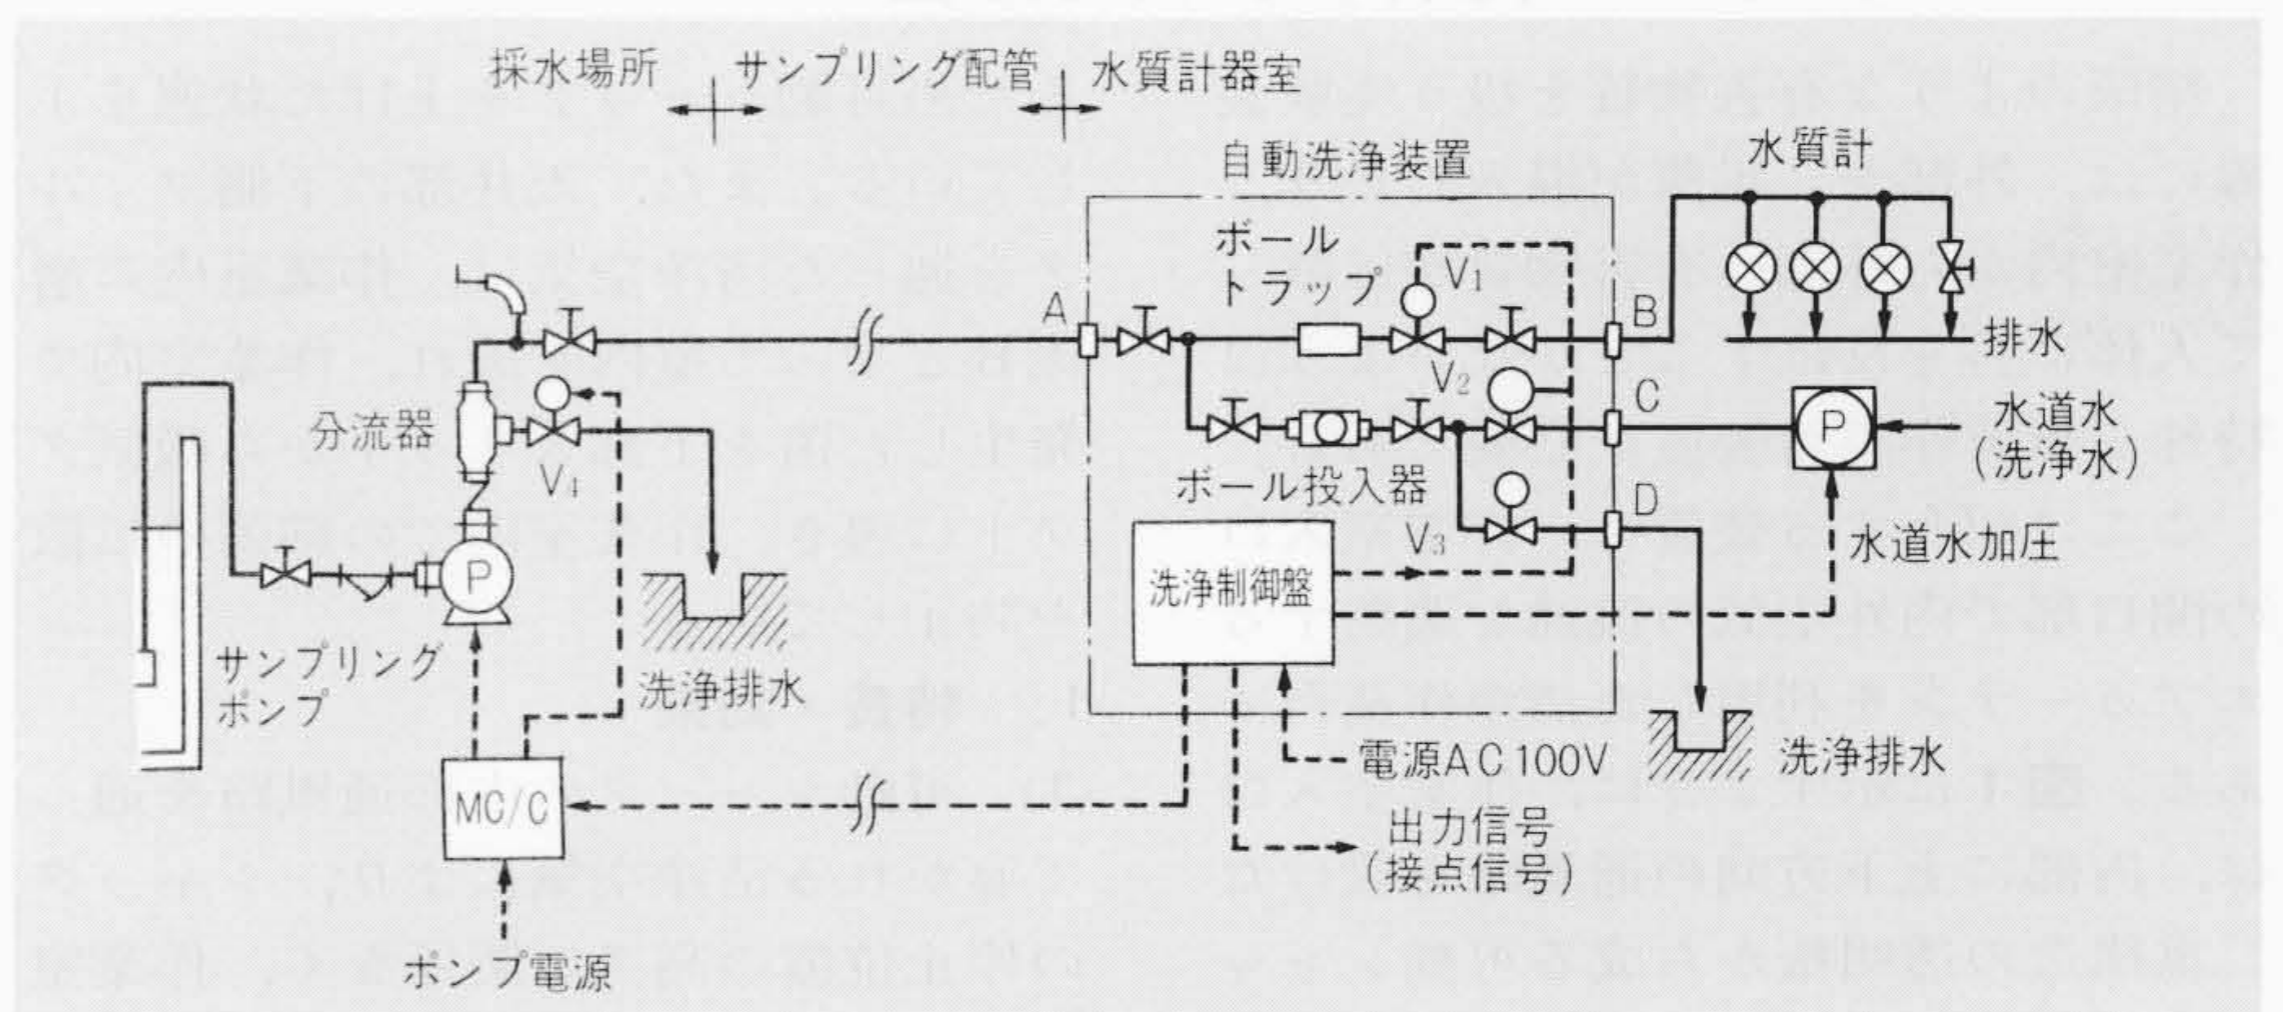 採水場所
サンプリング配管
水質計器室
自動洗浄装置
水質計
ボール
トラップ
V₁
A
B
排水
V₂
C
水道水
(洗浄水)
P
分流器
V₄
ボール投入器
D
V₃
水道水加圧
P
洗浄制御盤
サンプリング
ポンプ
洗浄排水
電源AC100V
洗浄排水
MC/C
出力信号
(接点信号)
ポンプ電源